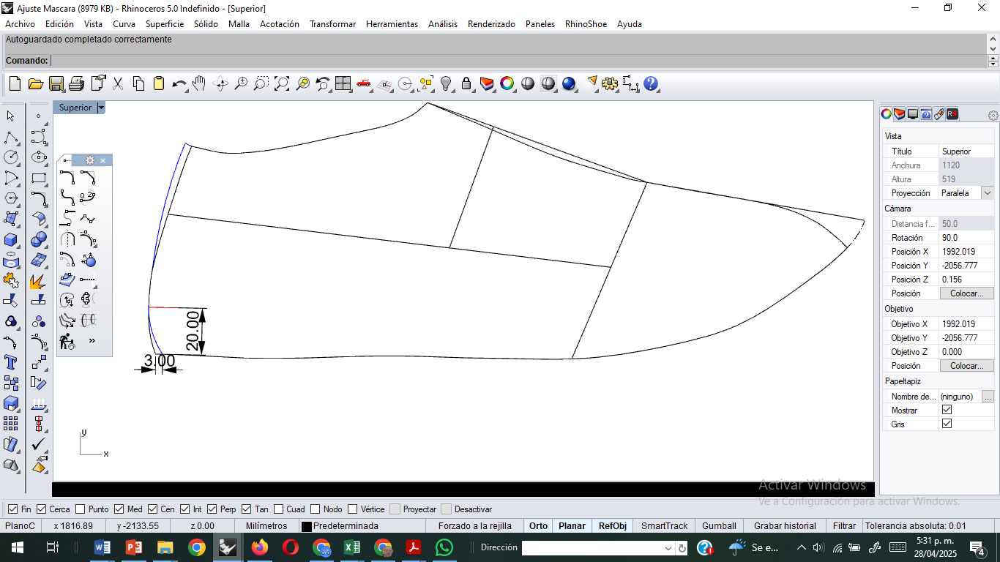 Ajuste Mascara (8979 KB) - Rhinoceros 5.0 Indefinido - [Superior]
Archivo Edición Vista Curva Superficie Sólido Malla Acotación Transformar Herramientas Análisis Renderizado Paneles RhinoShoe Ayuda
Autoguardado completado correctamente
Comando:
Superior
Vista
Título Superior
Anchura 1120
Altura 519
Proyección Paralela
Cámara
Distancia f... 50.0
Rotación 90.0
Posición X 1992.019
Posición Y -2056.777
Posición Z 0.156
Posición Colocar...
Objetivo
Objetivo X 1992.019
Objetivo Y -2056.777
Objetivo Z 0.000
Posición Colocar...
Papeltapiz
Nombre de... (ninguno) ...
Mostrar
Gris
20.00
3.00
y
x
Activar Windows
Ve a Configuración para activar Windows.
Fin Cerca Punto Med Cen Int Perp Tan Cuad Nodo Vértice Proyectar Desactivar
PlanoC x 1816.89 y -2133.55 z 0.00 Milímetros Predeterminada Forzado a la rejilla Orto Planar RefObj SmartTrack Gumball Grabar historial Filtrar Tolerancia absoluta: 0.01
Dirección Se e... 5:31 p. m.
28/04/2025 4